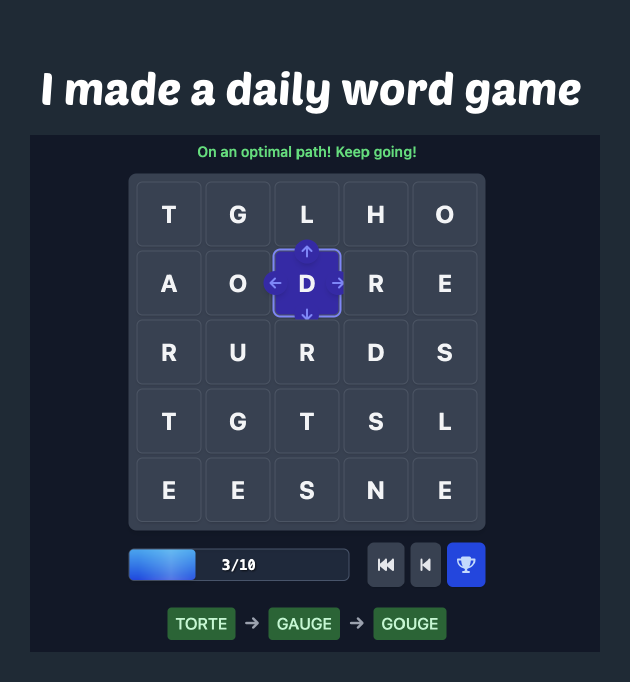 I made a daily word game
On an optimal path! Keep going!
T G L H O
A O D R E
R U R D S
T G T S L
E E S N E
3/10
TORTE → GAUGE → GOUGE